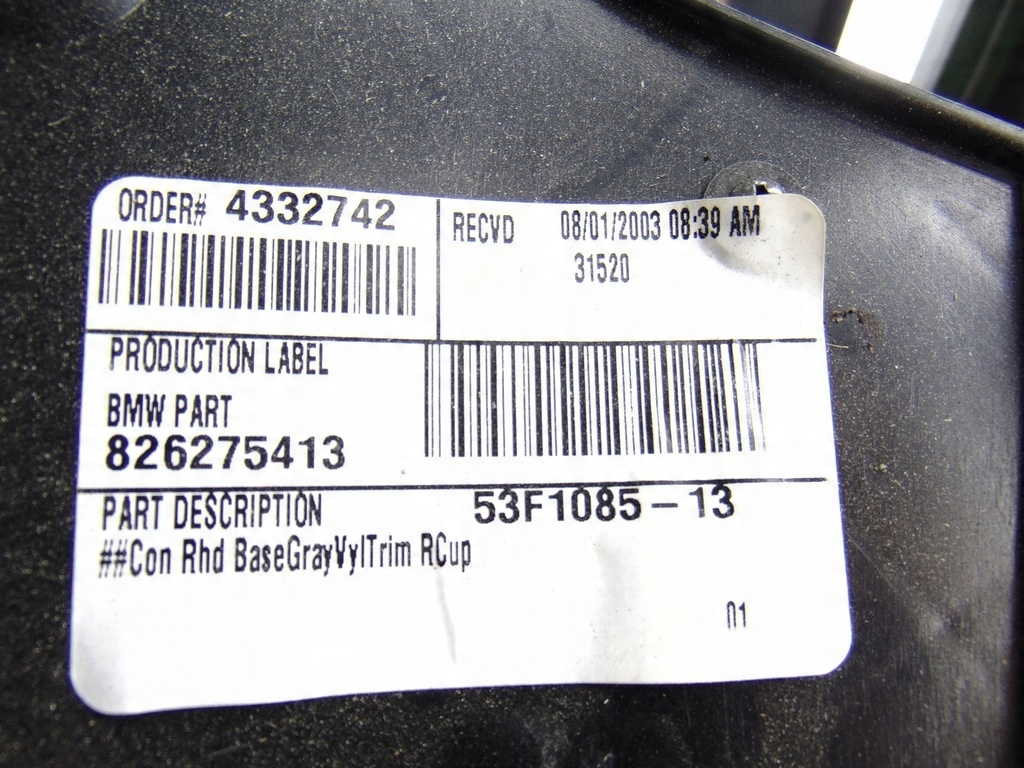 ORDER# 4332742
RECVD 08/01/2003 08:39 AM
31520
PRODUCTION LABEL
BMW PART
826275413
PART DESCRIPTION 53F1085-13
##Con Rhd BaseGrayVylTrim RCup
01